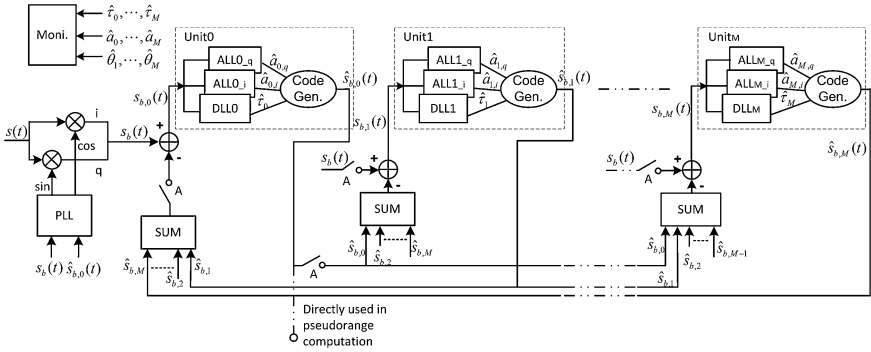 Moni.
τ̂_0,⋯,τ̂_M
â_0,⋯,â_M
θ̂_1,⋯,θ̂_M
s(t)
i
cos
q
sin
PLL
s_b(t)
ŝ_{b,0}(t)
s_b(t)
+
-
A
SUM
ŝ_{b,M}
ŝ_{b,2}
ŝ_{b,1}
s_{b,0}(t)
Unit0
ALL0_q
ALL0_i
DLL0
â_{0,q}
â_{0,i}
τ̂_0
Code
Gen.
ŝ_{b,0}(t)
s_{b,1}(t)
Unit1
ALL1_q
ALL1_i
DLL1
â_{1,q}
â_{1,i}
τ̂_1
Code
Gen.
ŝ_{b,1}(t)
s_b(t)
A
+
-
SUM
ŝ_{b,0}
ŝ_{b,2}
ŝ_{b,M}
A
Directly used in
pseudorange
computation
s_{b,M}(t)
UnitM
ALLM_q
ALLM_i
DLLM
â_{M,q}
â_{M,i}
τ̂_M
Code
Gen.
ŝ_{b,M}(t)
s_b(t)
A
+
-
SUM
ŝ_{b,0}
ŝ_{b,1}
ŝ_{b,2}
ŝ_{b,M−1}